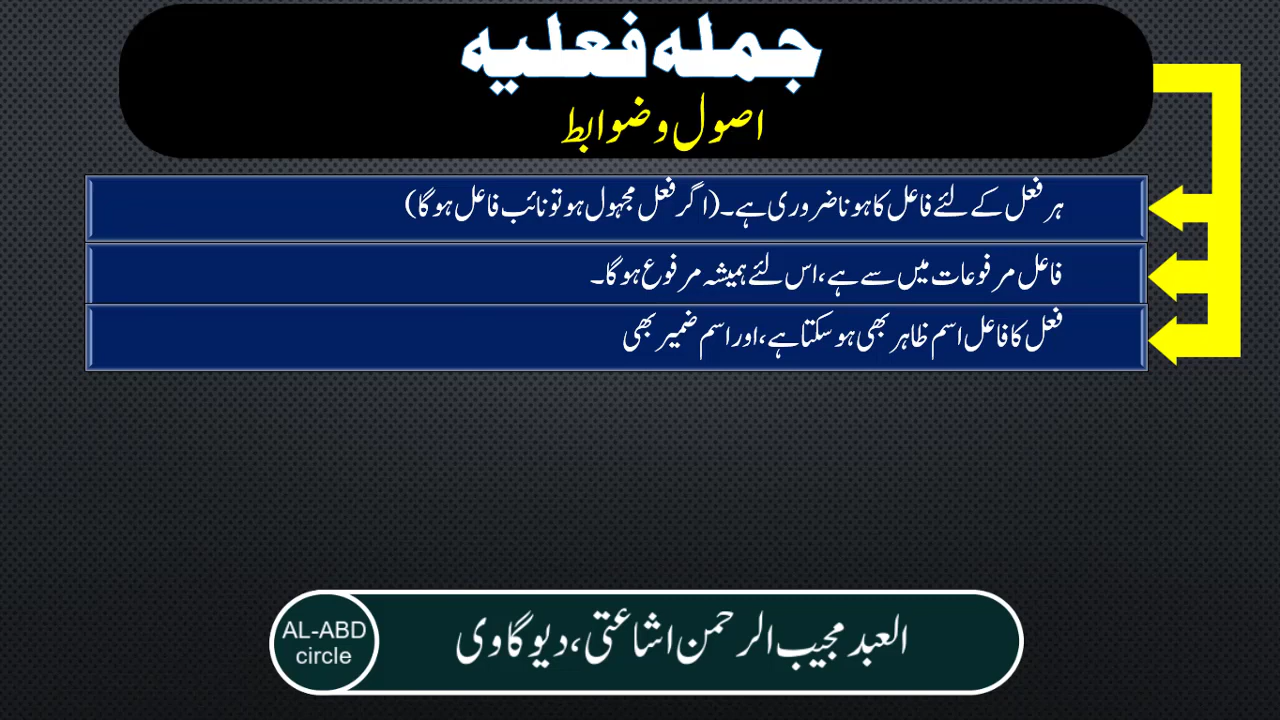 جملہ فعلیہ
اصول و ضوابط
ہر فعل کے لئے فاعل کا ہونا ضروری ہے۔ (اگر فعل مجہول ہو تو نائب فاعل ہوگا)
فاعل مرفوعات میں سے ہے، اس لئے ہمیشہ مرفوع ہوگا۔
فعل کا فاعل اسم ظاہر بھی ہو سکتا ہے، اور اسم ضمیر بھی
العبد مجیب الرحمن اشاعتی، دیوگاوی
AL-ABD
circle